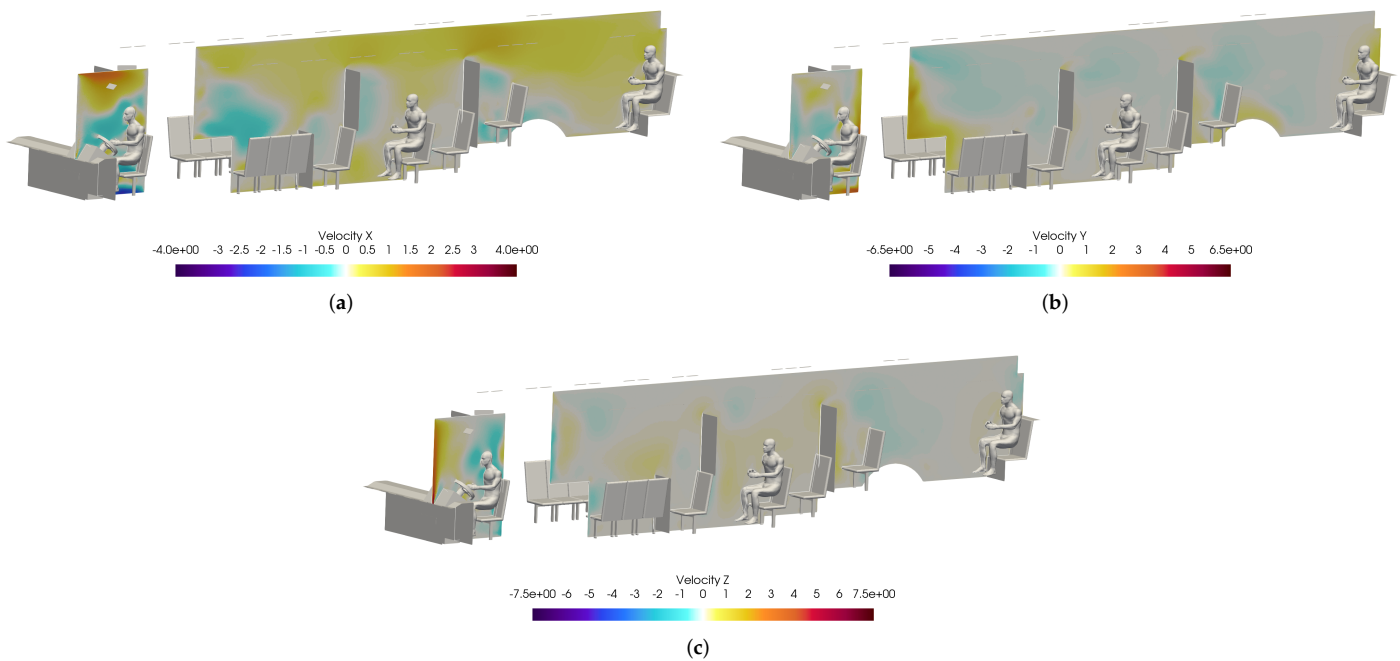 Velocity X
-4.0e+00 -3 -2.5 -2 -1.5 -1 -0.5 0 0.5 1 1.5 2 2.5 3 4.0e+00
(a)
Velocity Y
-6.5e+00 -5 -4 -3 -2 -1 0 1 2 3 4 5 6.5e+00
(b)
Velocity Z
-7.5e+00 -6 -5 -4 -3 -2 -1 0 1 2 3 4 5 6 7.5e+00
(c)